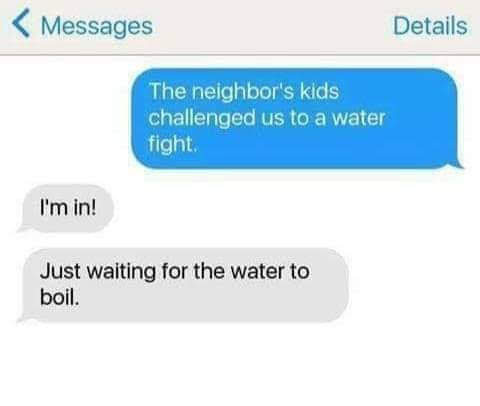 Messages Details
The neighbor's kids
challenged us to a water
fight.
I'm in!
Just waiting for the water to
boil.